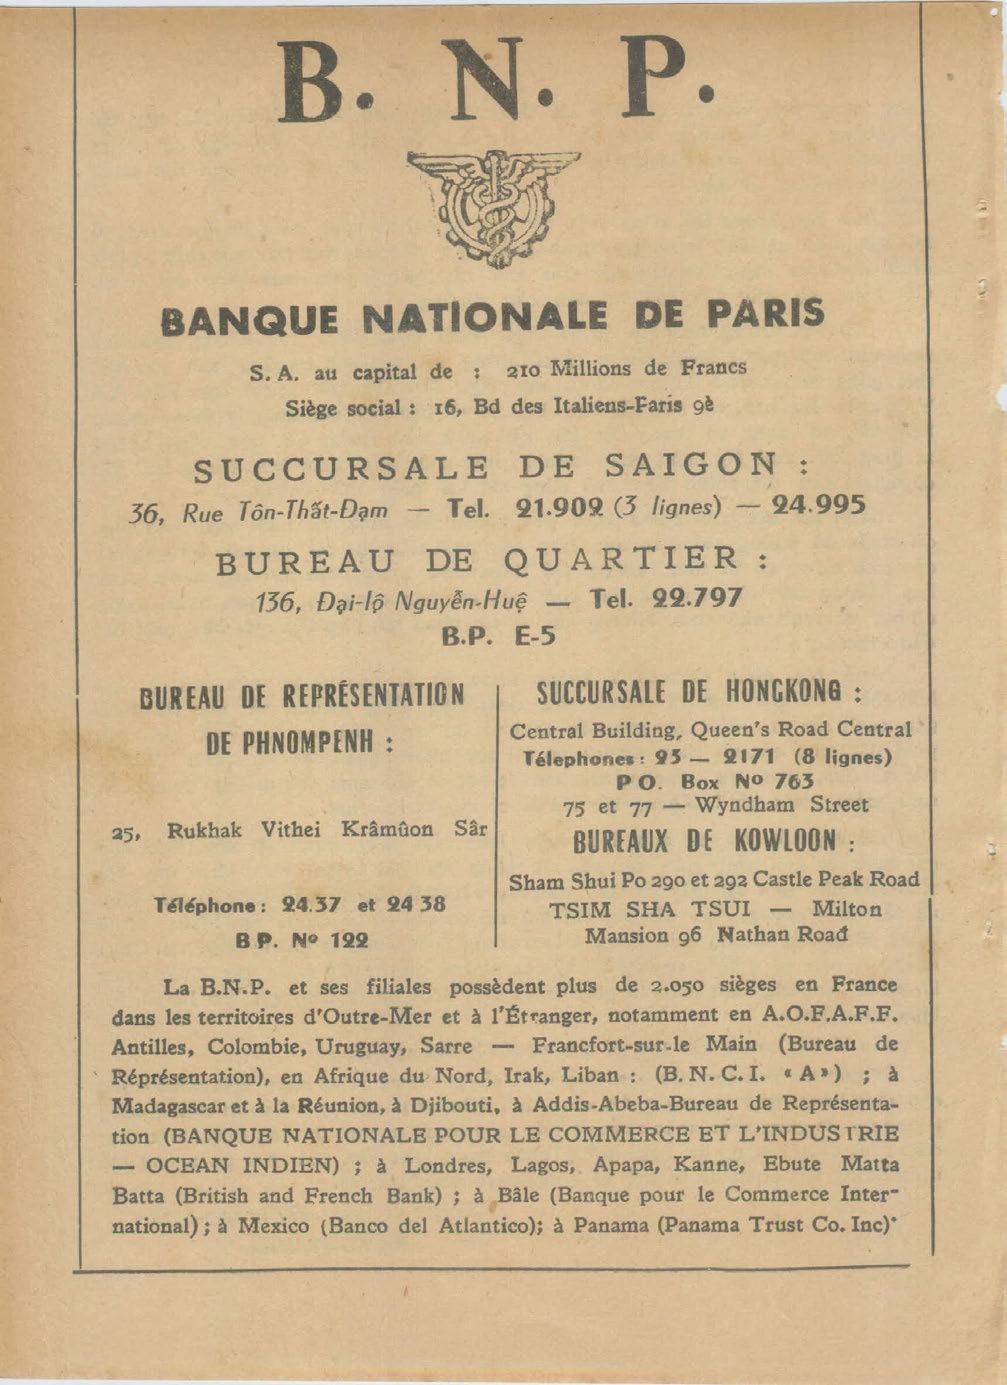 B. N. P.
BANQUE NATIONALE DE PARIS
S. A. au capital de : 210 Millions de Francs
Siège social : 16, Bd des Italiens-Paris 9è
SUCCURSALE DE SAIGON :
36, Rue Tôn-Thất-Đạm — Tel. 21.902 (3 lignes) — 24.995
BUREAU DE QUARTIER :
136, Đại-lộ Nguyễn-Huệ — Tel. 22.797
B.P. E-5
BUREAU DE REPRÉSENTATION
DE PHNOMPENH :
25, Rukhak Vithei Krâmûon Sâr
Téléphone : 24.37 et 24 38
B P. Nº 122
SUCCURSALE DE HONGKONG :
Central Building, Queen's Road Central
Télephones : 25 — 2171 (8 lignes)
P O. Box Nº 763
75 et 77 — Wyndham Street
BUREAUX DE KOWLOON :
Sham Shui Po 290 et 292 Castle Peak Road
TSIM SHA TSUI — Milton
Mansion 96 Nathan Road
La B.N.P. et ses filiales possèdent plus de 2.050 sièges en France
dans les territoires d'Outre-Mer et à l'Étranger, notamment en A.O.F.A.F.F.
Antilles, Colombie, Uruguay, Sarre — Francfort-sur-le Main (Bureau de
Réprésentation), en Afrique du Nord, Irak, Liban : (B. N. C. I. « A ») ; à
Madagascar et à la Réunion, à Djibouti, à Addis-Abeba-Bureau de Représenta-
tion (BANQUE NATIONALE POUR LE COMMERCE ET L'INDUSTRIE
— OCEAN INDIEN) ; à Londres, Lagos, Apapa, Kanne, Ebute Matta
Batta (British and French Bank) ; à Bâle (Banque pour le Commerce Inter-
national) ; à Mexico (Banco del Atlantico); à Panama (Panama Trust Co. Inc)•